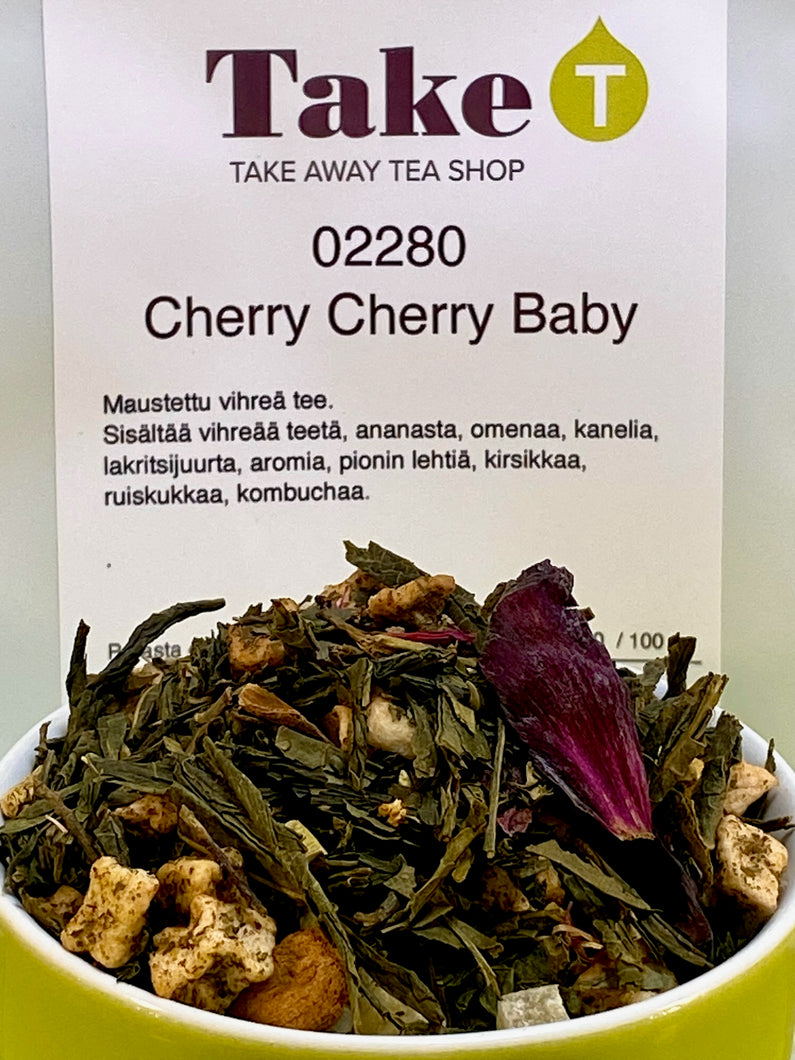 Take T
TAKE AWAY TEA SHOP
02280
Cherry Cherry Baby
Maustettu vihreä tee.
Sisältää vihreää teetä, ananasta, omenaa, kanelia,
lakritsijuurta, aromia, pionin lehtiä, kirsikkaa,
ruiskukkaa, kombuchaa.
/ 100